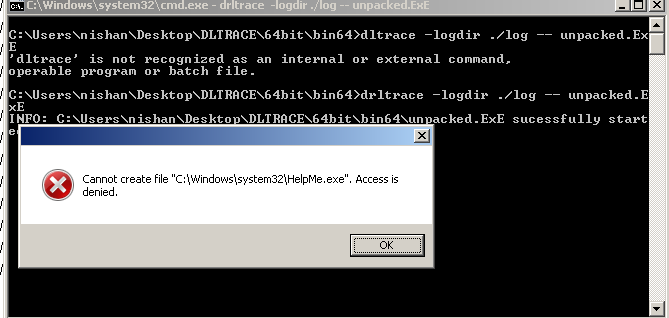 C:\Windows\system32\cmd.exe - drltrace -logdir ./log -- unpacked.ExE
C:\Users\nishan\Desktop\DLTRACE\64bit\bin64>dltrace -logdir ./log -- unpacked.Ex
E
'dltrace' is not recognized as an internal or external command,
operable program or batch file.
C:\Users\nishan\Desktop\DLTRACE\64bit\bin64>drltrace -logdir ./log -- unpacked.E
xE
INFO: C:\Users\nishan\Desktop\DLTRACE\64bit\bin64\unpacked.ExE sucessfully start
Cannot create file "C:\Windows\system32\HelpMe.exe". Access is
denied.
OK